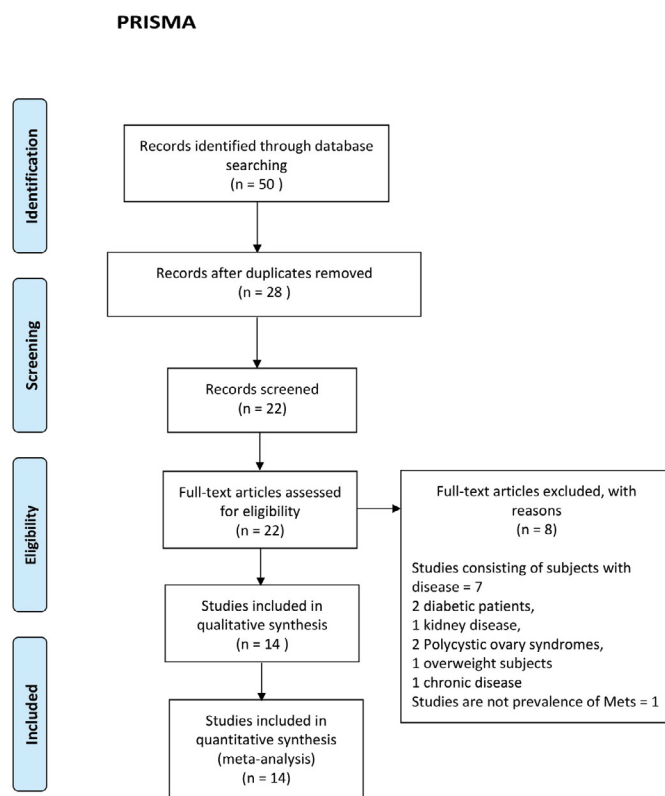 PRISMA
Identification
Records identified through database
searching
(n = 50 )
Records after duplicates removed
(n = 28 )
Screening
Records screened
(n = 22)
Eligibility
Full-text articles assessed
for eligibility
(n = 22)
Full-text articles excluded, with
reasons
(n = 8)
Studies consisting of subjects with
disease = 7
2 diabetic patients,
1 kidney disease,
2 Polycystic ovary syndromes,
1 overweight subjects
1 chronic disease
Studies are not prevalence of Mets = 1
Studies included in
qualitative synthesis
(n = 14 )
Included
Studies included in
quantitative synthesis
(meta-analysis)
(n = 14)